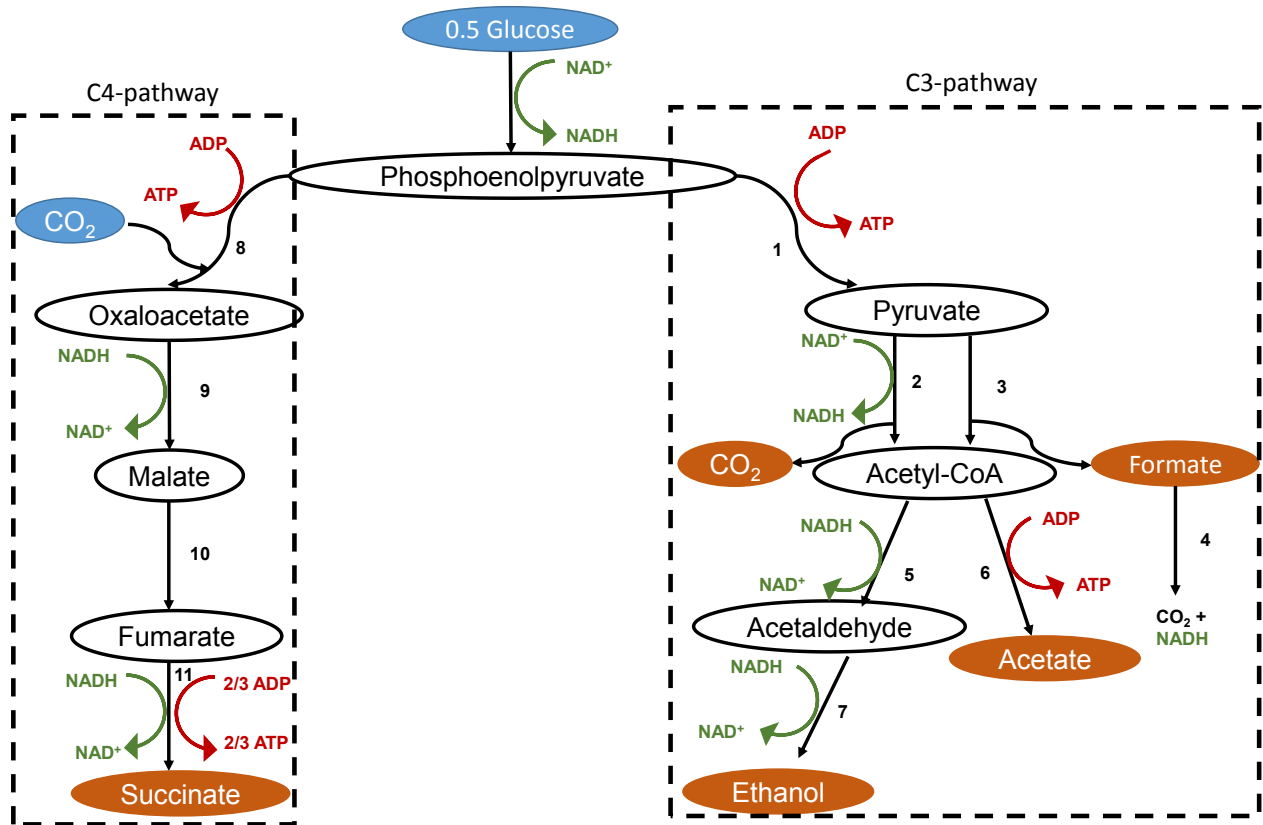 0.5 Glucose
NAD⁺
NADH
C4-pathway
C3-pathway
ADP
ATP
Phosphoenolpyruvate
ADP
ATP
CO₂
8
1
Oxaloacetate
Pyruvate
NADH
9
NAD⁺
NAD⁺
2
3
NADH
Malate
CO₂
Acetyl-CoA
Formate
10
NADH
5
NAD⁺
6
ADP
ATP
4
CO₂ +
NADH
Fumarate
Acetaldehyde
Acetate
NADH
11
2/3 ADP
NAD⁺
2/3 ATP
NADH
7
NAD⁺
Succinate
Ethanol